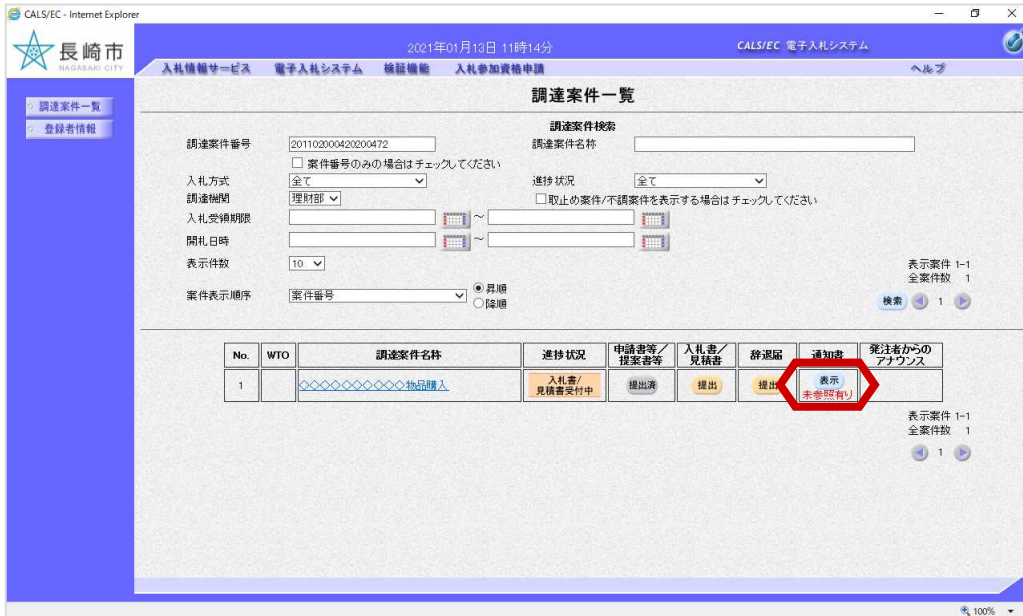 CALS/EC - Internet Explorer
長崎市
NAGASAKI CITY
2021年01月13日 11時14分
CALS/EC 電子入札システム
入札情報サービス 電子入札システム 検証機能 入札参加資格申請 ヘルプ
調達案件一覧
登録者情報
調達案件一覧
調達案件検索
調達案件番号 201102000420200472 調達案件名称
案件番号のみの場合はチェックしてください
入札方式 全て 進捗状況 全て
調達機関 理財部 取止め案件/不調案件を表示する場合はチェックしてください
入札受領期限 ～
開札日時 ～
表示件数 10
表示案件 1-1
全案件数 1
案件表示順序 案件番号 昇順
降順
検索 1
No. WTO 調達案件名称 進捗状況 申請書等／提案書等 入札書／見積書 辞退届 通知書 発注者からのアナウンス
1 ◇◇◇◇◇◇◇◇◇◇物品購入 入札書/見積書受付中 提出済 提出 提出 表示 未参照有り
表示案件 1-1
全案件数 1
1
100%